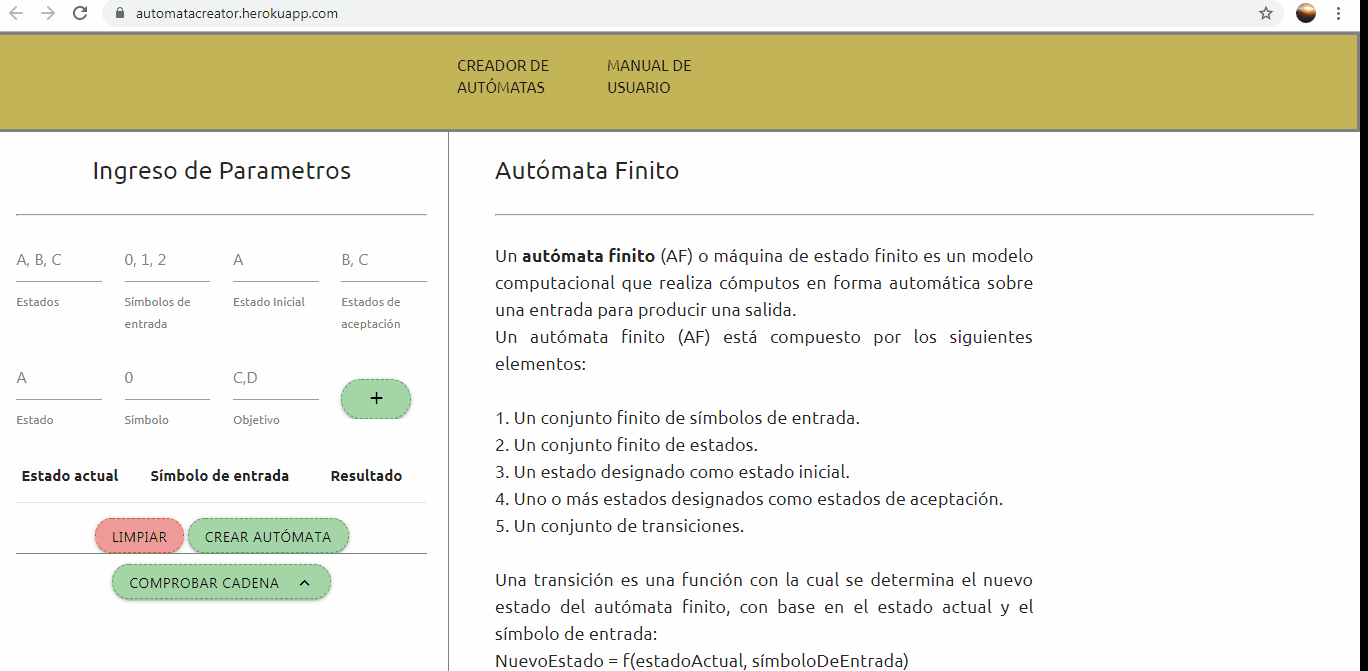 automatacreator.herokuapp.com
CREADOR DE
AUTÓMATAS
MANUAL DE
USUARIO
Ingreso de Parametros
A, B, C
0, 1, 2
A
B, C
Estados
Símbolos de
entrada
Estado Inicial
Estados de
aceptación
A
0
C,D
+
Estado
Símbolo
Objetivo
Estado actual Símbolo de entrada Resultado
LIMPIAR
CREAR AUTÓMATA
COMPROBAR CADENA
Autómata Finito
Un autómata finito (AF) o máquina de estado finito es un modelo
computacional que realiza cómputos en forma automática sobre
una entrada para producir una salida.
Un autómata finito (AF) está compuesto por los siguientes
elementos:
1. Un conjunto finito de símbolos de entrada.
2. Un conjunto finito de estados.
3. Un estado designado como estado inicial.
4. Uno o más estados designados como estados de aceptación.
5. Un conjunto de transiciones.
Una transición es una función con la cual se determina el nuevo
estado del autómata finito, con base en el estado actual y el
símbolo de entrada:
NuevoEstado = f(estadoActual, símboloDeEntrada)